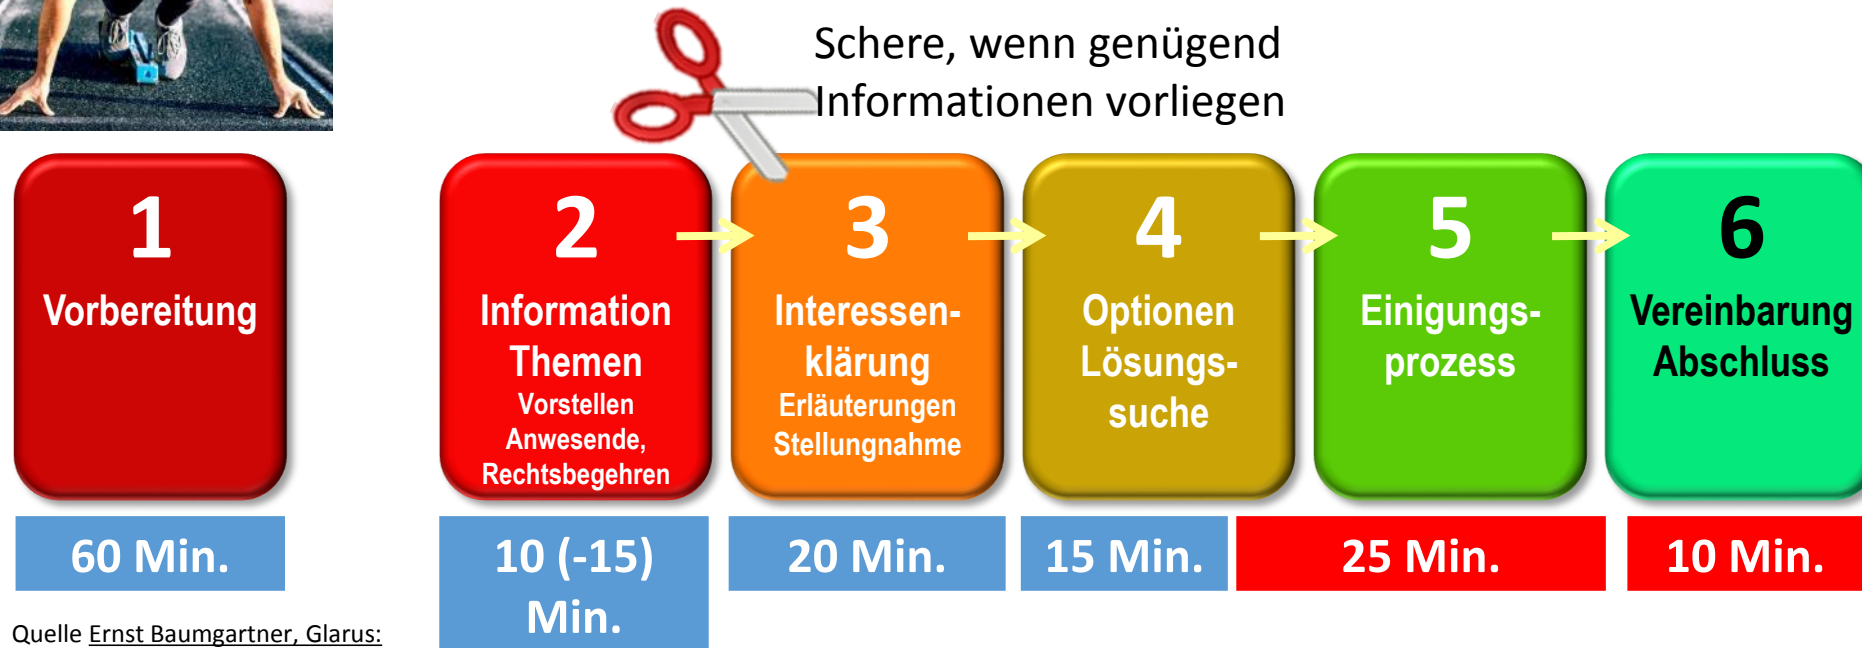 Schere, wenn genügend
Informationen vorliegen
1
Vorbereitung
60 Min.
2
Information
Themen
Vorstellen
Anwesende,
Rechtsbegehren
10 (-15)
Min.
3
Interessen-
klärung
Erläuterungen
Stellungnahme
20 Min.
4
Optionen
Lösungs-
suche
15 Min.
5
Einigungs-
prozess
25 Min.
6
Vereinbarung
Abschluss
10 Min.
Quelle Ernst Baumgartner, Glarus: